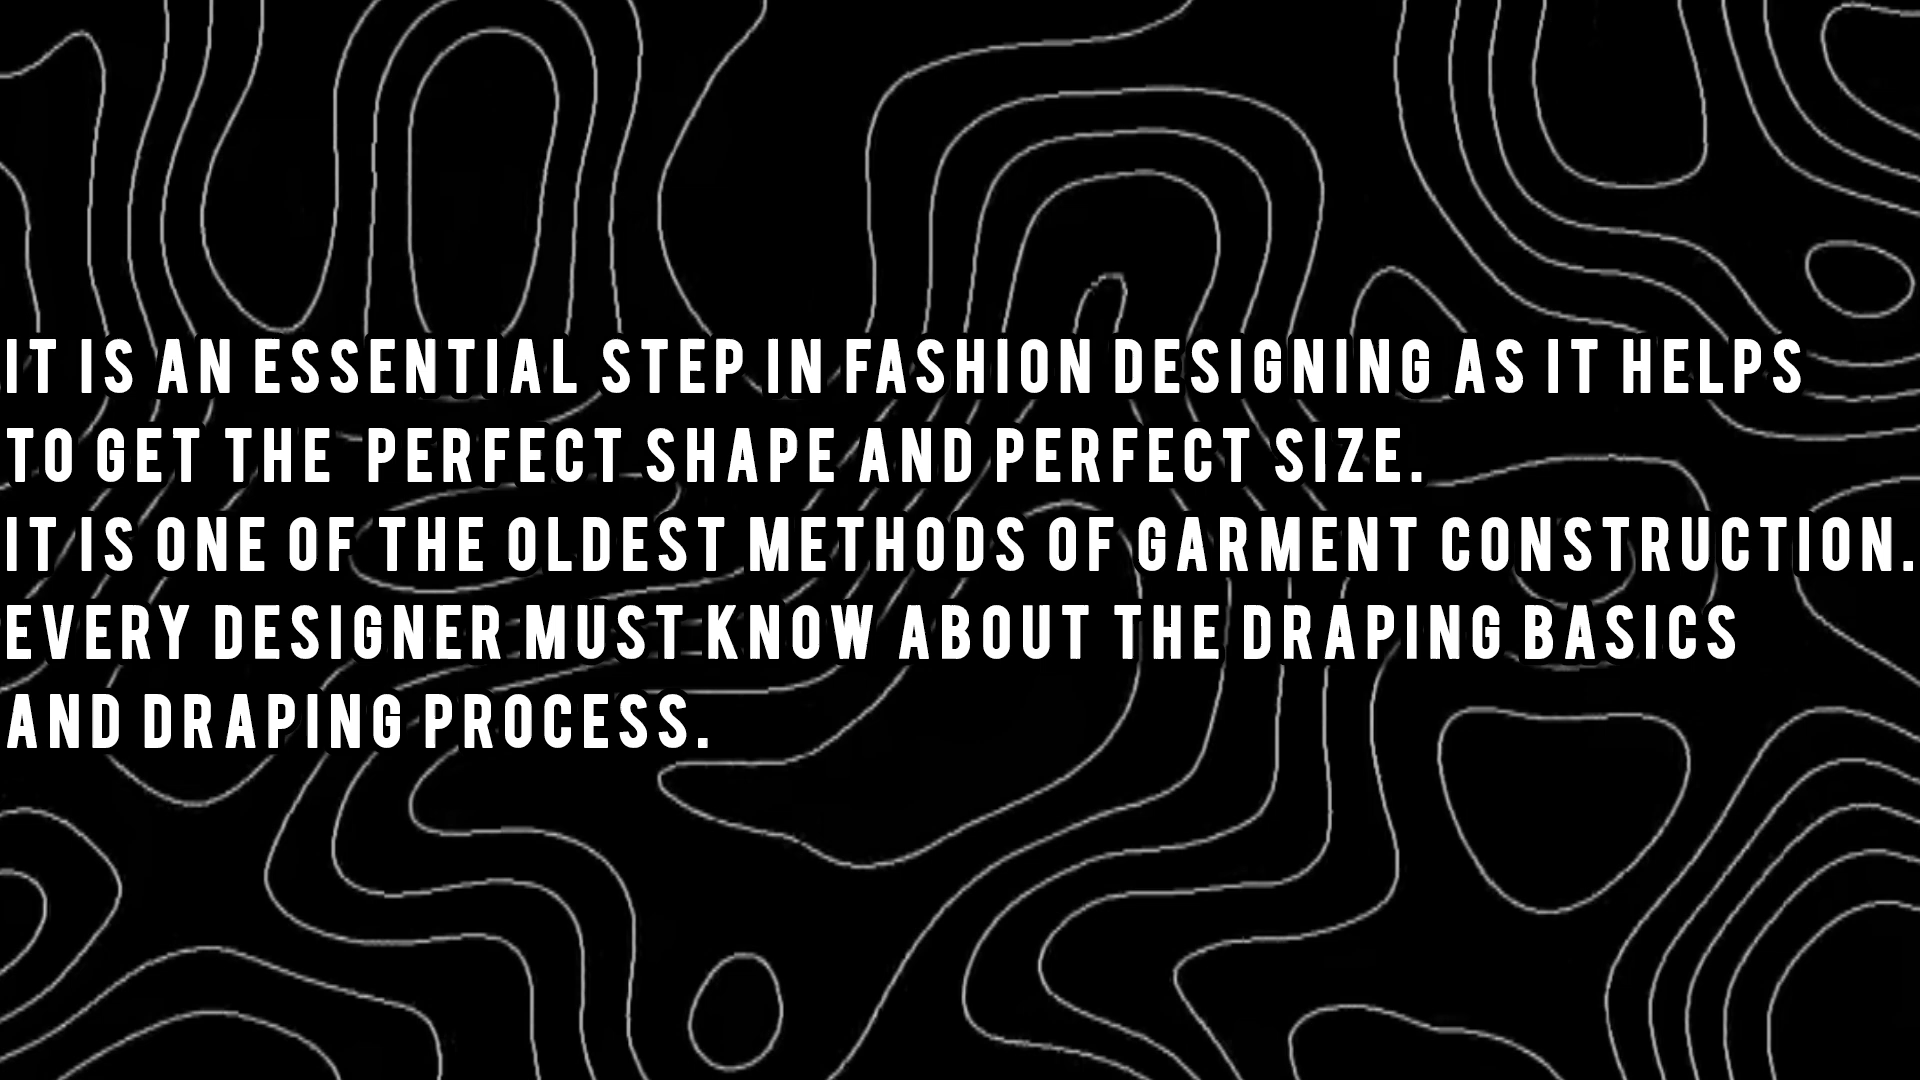 IT IS AN ESSENTIAL STEP IN FASHION DESIGNING AS IT HELPS
TO GET THE PERFECT SHAPE AND PERFECT SIZE.
IT IS ONE OF THE OLDEST METHODS OF GARMENT CONSTRUCTION.
EVERY DESIGNER MUST KNOW ABOUT THE DRAPING BASICS
AND DRAPING PROCESS.